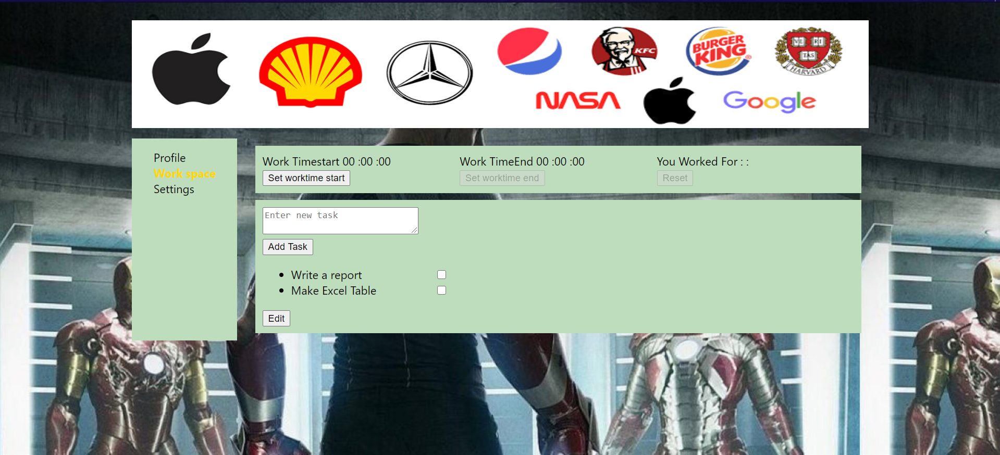 KFC
BURGER
KING
VE RI
TAS
HARVARD
NASA
Google
Profile
Work space
Settings
Work Timestart 00 :00 :00
Set worktime start
Work TimeEnd 00 :00 :00
Set worktime end
You Worked For : :
Reset
Enter new task
Add Task
Write a report
Make Excel Table
Edit